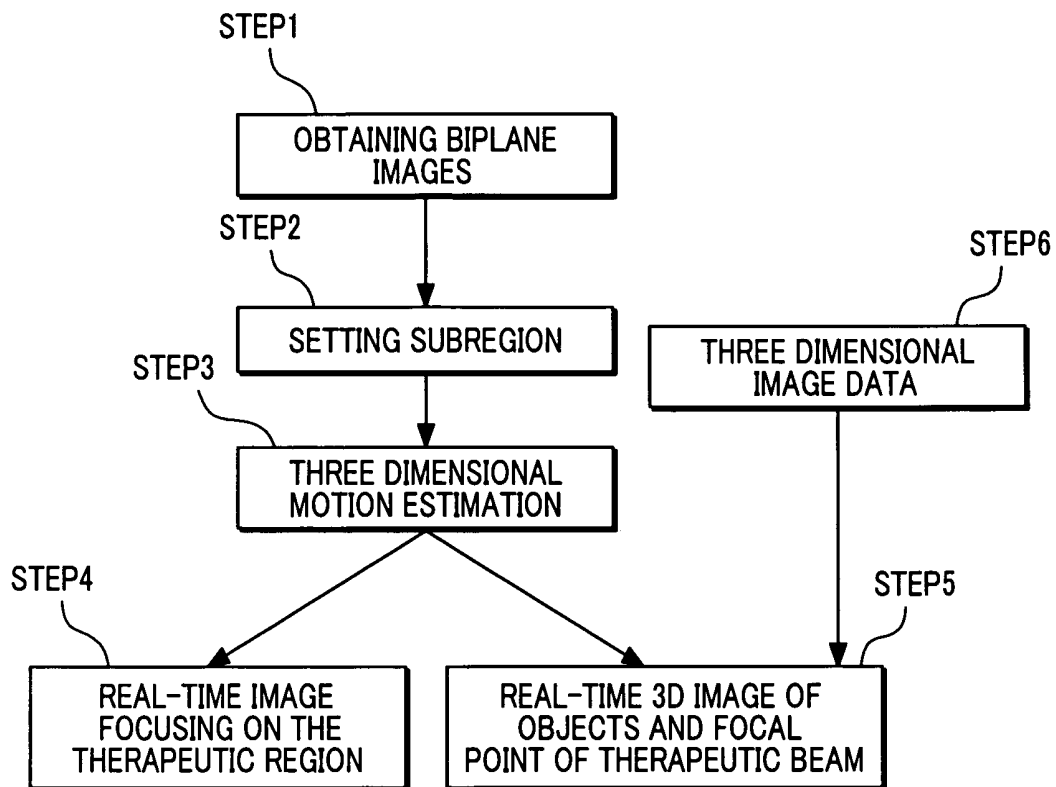 STEP1
OBTAINING BIPLANE
IMAGES
STEP2
SETTING SUBREGION
STEP6
THREE DIMENSIONAL
IMAGE DATA
STEP3
THREE DIMENSIONAL
MOTION ESTIMATION
STEP4
REAL-TIME IMAGE
FOCUSING ON THE
THERAPEUTIC REGION
STEP5
REAL-TIME 3D IMAGE OF
OBJECTS AND FOCAL
POINT OF THERAPEUTIC BEAM